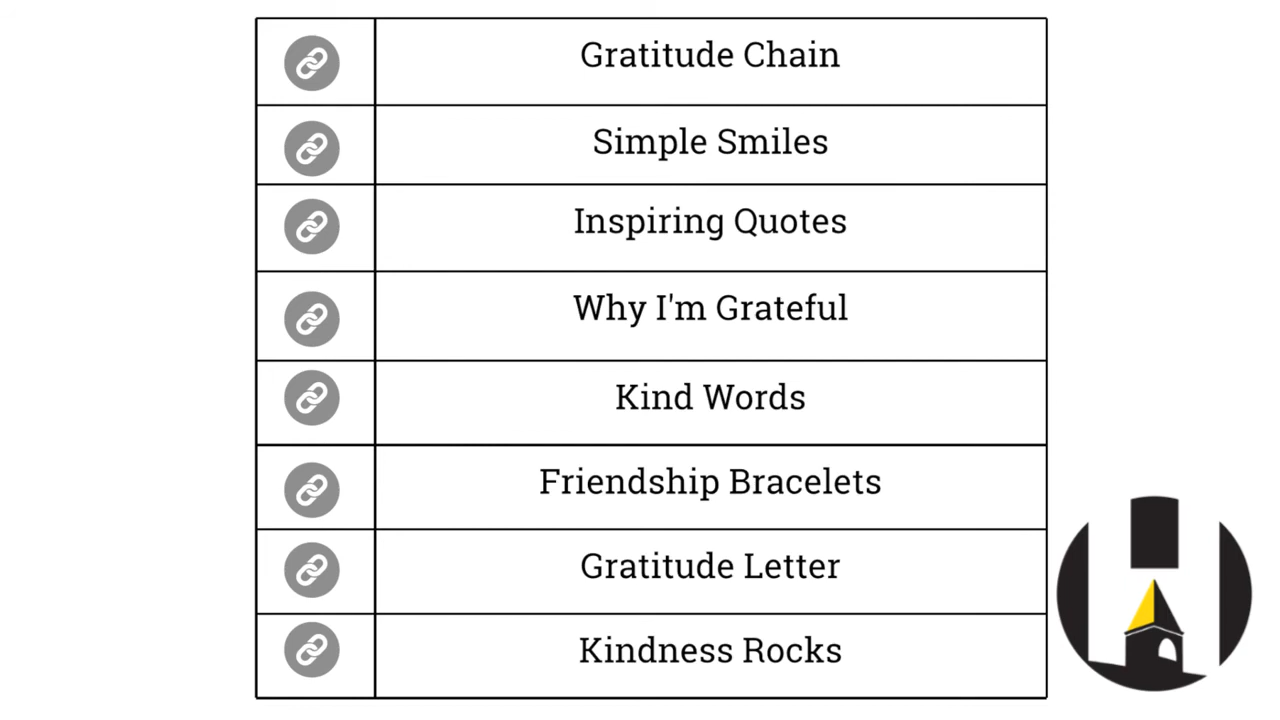 Gratitude Chain
Simple Smiles
Inspiring Quotes
Why I'm Grateful
Kind Words
Friendship Bracelets
Gratitude Letter
Kindness Rocks